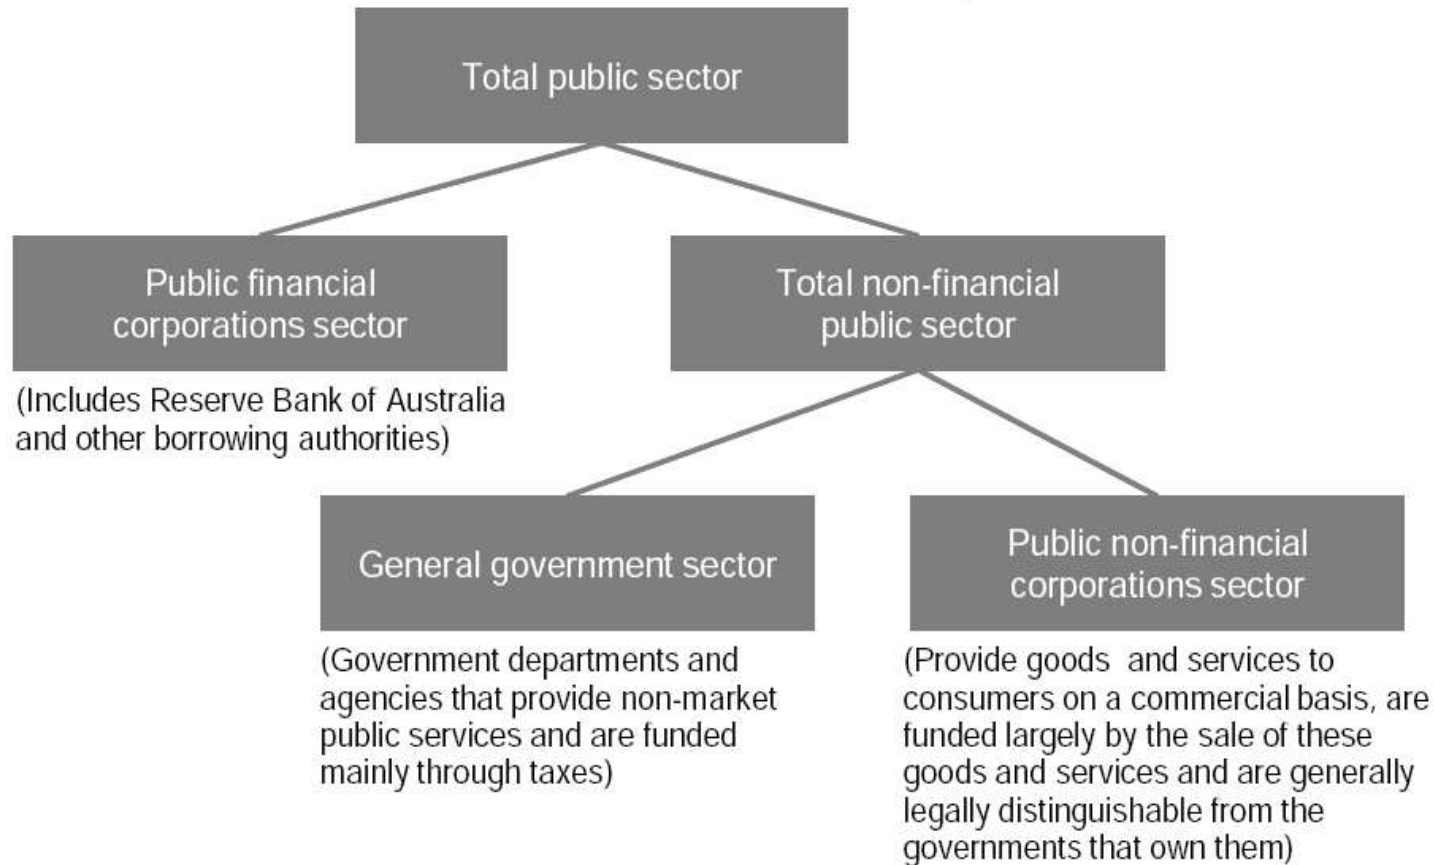 Total public sector
Public financial
corporations sector
Total non-financial
public sector
(Includes Reserve Bank of Australia
and other borrowing authorities)
General government sector
Public non-financial
corporations sector
(Government departments and
agencies that provide non-market
public services and are funded
mainly through taxes)
(Provide goods and services to
consumers on a commercial basis, are
funded largely by the sale of these
goods and services and are generally
legally distinguishable from the
governments that own them)